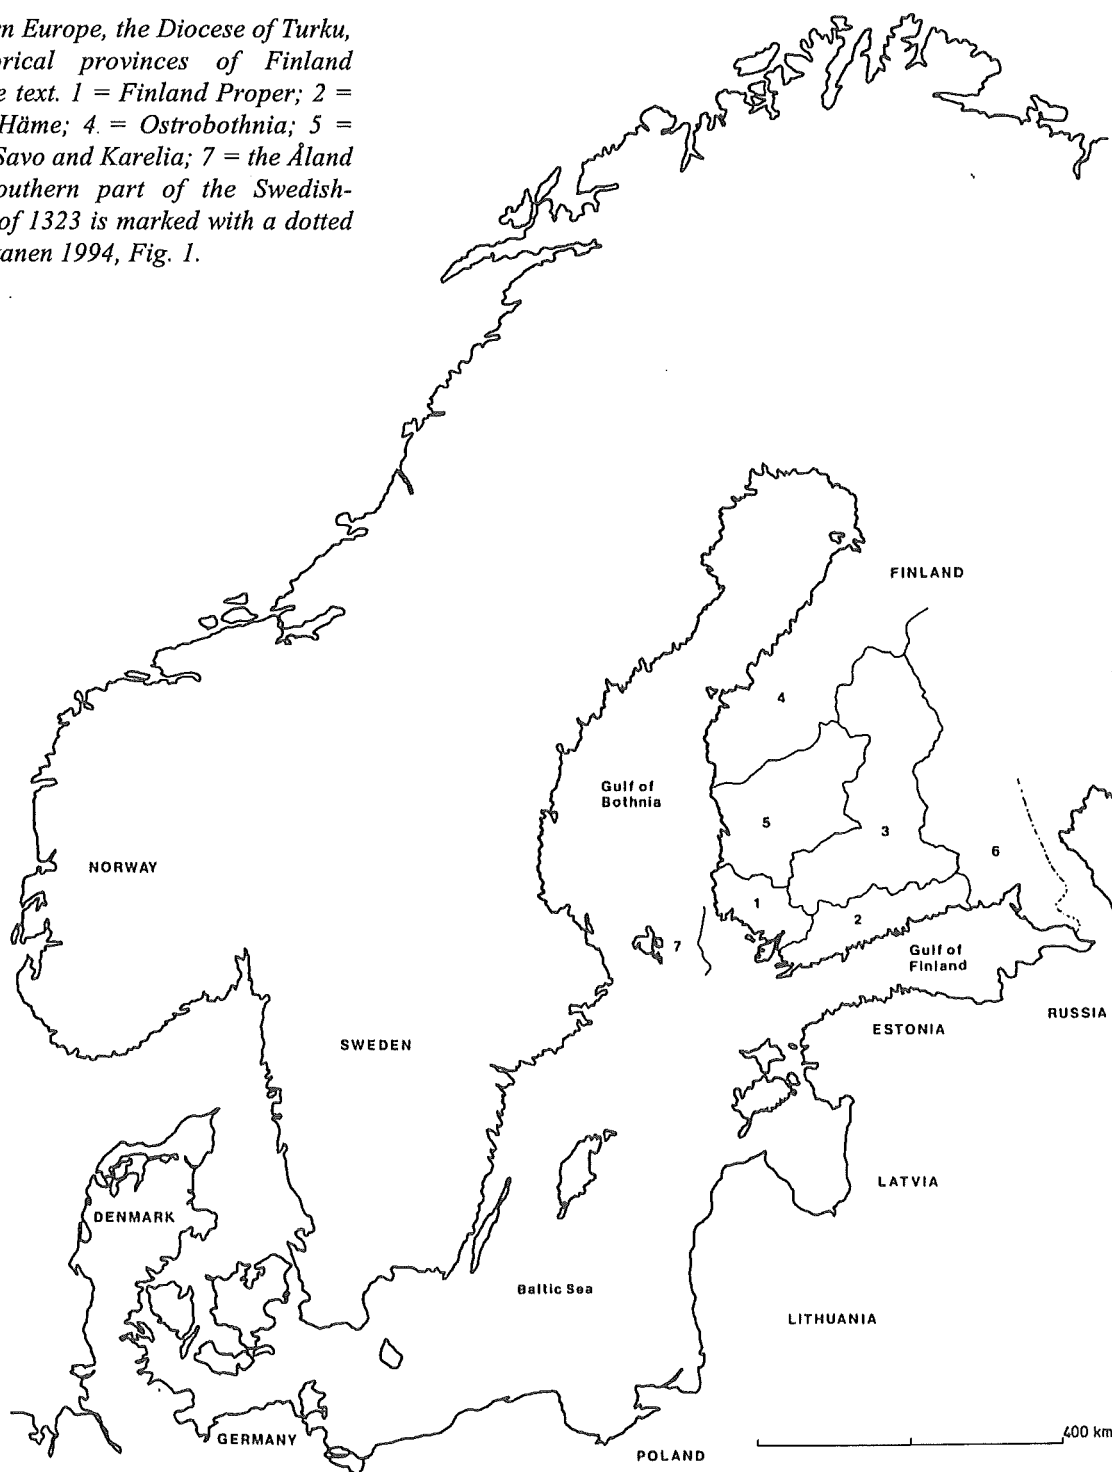 rn Europe, the Diocese of Turku,
orical provinces of Finland
e text. 1 = Finland Proper; 2 =
Häme; 4 = Ostrobothnia; 5 =
Savo and Karelia; 7 = the Åland
outhern part of the Swedish-
of 1323 is marked with a dotted
anen 1994, Fig. 1.
FINLAND
4
Gulf of
Bothnia
5
3
6
NORWAY
1
2
7
Gulf of
Finland
RUSSIA
ESTONIA
SWEDEN
LATVIA
DENMARK
Baltic Sea
LITHUANIA
GERMANY
POLAND
400 km